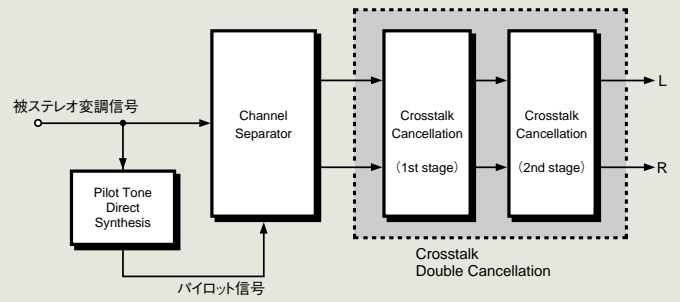 被ステレオ変調信号
Channel
Separator
Crosstalk
Cancellation
（1st stage）
Crosstalk
Cancellation
（2nd stage）
L
R
Pilot Tone
Direct
Synthesis
パイロット信号
Crosstalk
Double Cancellation